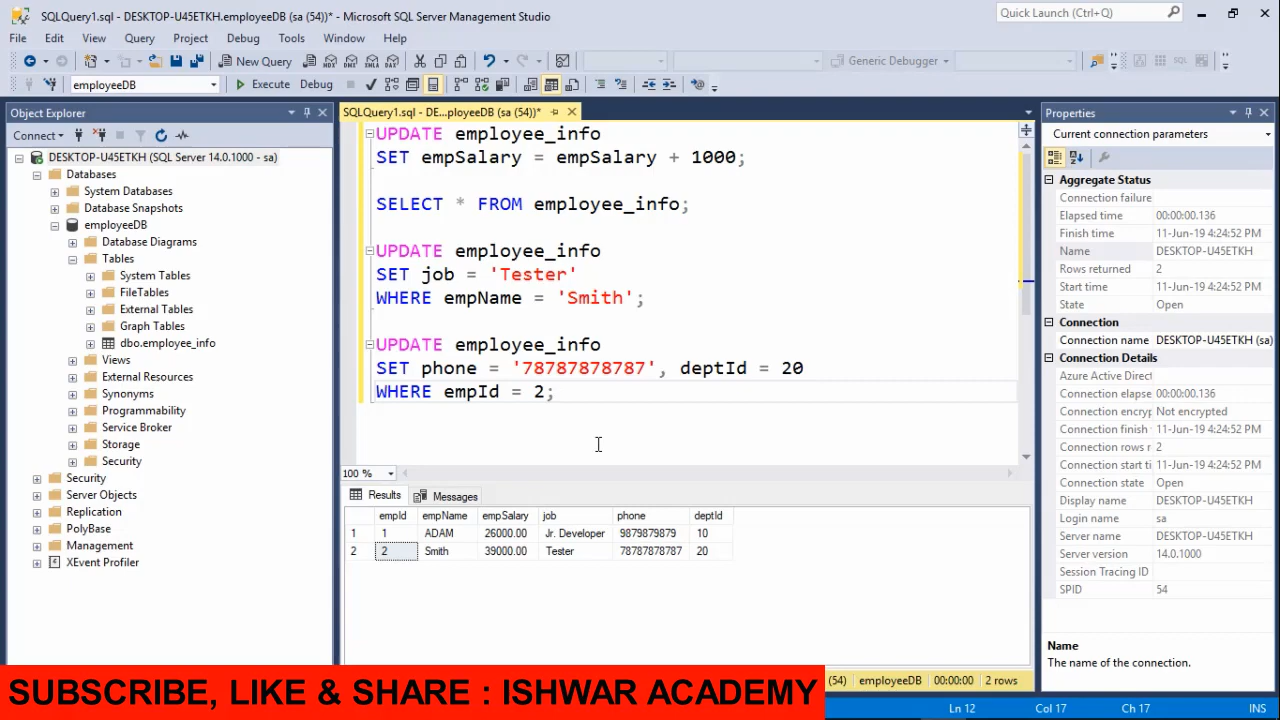 SQLQuery1.sql - DESKTOP-U45ETKH.employeeDB (sa (54))* - Microsoft SQL Server Management Studio
Quick Launch (Ctrl+Q)
File Edit View Query Project Debug Tools Window Help
New Query MDX DMX XMLA DAX Generic Debugger
employeeDB Execute Debug
Object Explorer
Connect
DESKTOP-U45ETKH (SQL Server 14.0.1000 - sa)
Databases
System Databases
Database Snapshots
employeeDB
Database Diagrams
Tables
System Tables
FileTables
External Tables
Graph Tables
dbo.employee_info
Views
External Resources
Synonyms
Programmability
Service Broker
Storage
Security
Security
Server Objects
Replication
PolyBase
Management
XEvent Profiler
SQLQuery1.sql - DE...ployeeDB (sa (54))*
UPDATE employee_info
SET empSalary = empSalary + 1000;
SELECT * FROM employee_info;
UPDATE employee_info
SET job = 'Tester'
WHERE empName = 'Smith';
UPDATE employee_info
SET phone = '78787878787', deptId = 20
WHERE empId = 2;
100 %
Results Messages
empId empName empSalary job phone deptId
1 1 ADAM 26000.00 Jr. Developer 9879879879 10
2 2 Smith 39000.00 Tester 78787878787 20
(54) employeeDB 00:00:00 2 rows
Properties
Current connection parameters
Aggregate Status
Connection failure
Elapsed time 00:00:00.136
Finish time 11-Jun-19 4:24:52 PM
Name DESKTOP-U45ETKH
Rows returned 2
Start time 11-Jun-19 4:24:52 PM
State Open
Connection
Connection name DESKTOP-U45ETKH (sa)
Connection Details
Azure Active Direct
Connection elapse 00:00:00.136
Connection encryp Not encrypted
Connection finish 11-Jun-19 4:24:52 PM
Connection rows r 2
Connection start ti 11-Jun-19 4:24:52 PM
Connection state Open
Display name DESKTOP-U45ETKH
Login name sa
Server name DESKTOP-U45ETKH
Server version 14.0.1000
Session Tracing ID
SPID 54
Name
The name of the connection.
SUBSCRIBE, LIKE & SHARE : ISHWAR ACADEMY
Ln 12 Col 17 Ch 17 INS